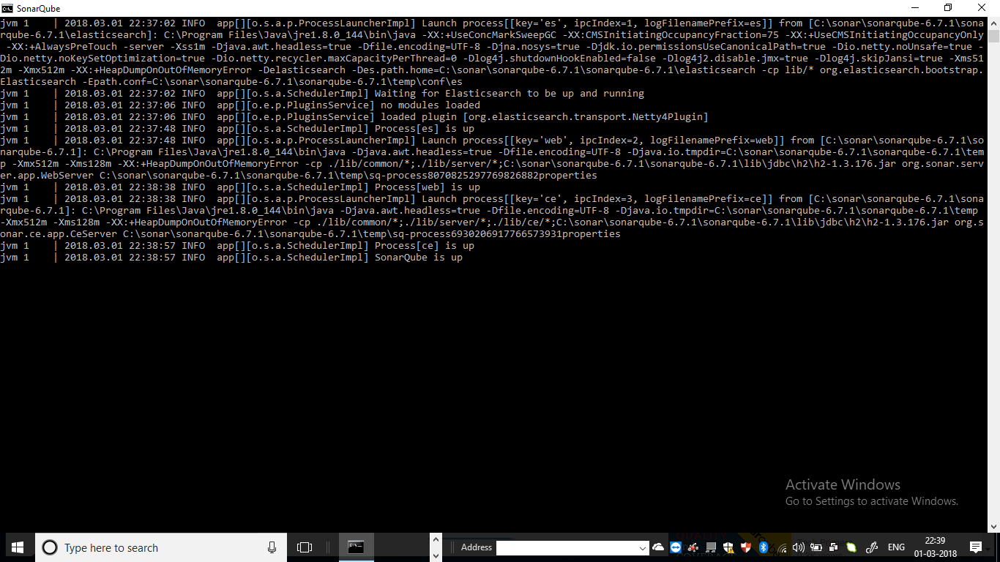 SonarQube
jvm 1    | 2018.03.01 22:37:02 INFO  app[][o.s.a.p.ProcessLauncherImpl] Launch process[[key='es', ipcIndex=1, logFilenamePrefix=es]] from [C:\sonar\sonarqube-6.7.1\sona
rqube-6.7.1\elasticsearch]: C:\Program Files\Java\jre1.8.0_144\bin\java -XX:+UseConcMarkSweepGC -XX:CMSInitiatingOccupancyFraction=75 -XX:+UseCMSInitiatingOccupancyOnly
 -XX:+AlwaysPreTouch -server -Xss1m -Djava.awt.headless=true -Dfile.encoding=UTF-8 -Djna.nosys=true -Djdk.io.permissionsUseCanonicalPath=true -Dio.netty.noUnsafe=true -
Dio.netty.noKeySetOptimization=true -Dio.netty.recycler.maxCapacityPerThread=0 -Dlog4j.shutdownHookEnabled=false -Dlog4j2.disable.jmx=true -Dlog4j.skipJansi=true -Xms51
2m -Xmx512m -XX:+HeapDumpOnOutOfMemoryError -Delasticsearch -Des.path.home=C:\sonar\sonarqube-6.7.1\sonarqube-6.7.1\elasticsearch -cp lib/* org.elasticsearch.bootstrap.
Elasticsearch -Epath.conf=C:\sonar\sonarqube-6.7.1\sonarqube-6.7.1\temp\conf\es
jvm 1    | 2018.03.01 22:37:02 INFO  app[][o.s.a.SchedulerImpl] Waiting for Elasticsearch to be up and running
jvm 1    | 2018.03.01 22:37:06 INFO  app[][o.e.p.PluginsService] no modules loaded
jvm 1    | 2018.03.01 22:37:06 INFO  app[][o.e.p.PluginsService] loaded plugin [org.elasticsearch.transport.Netty4Plugin]
jvm 1    | 2018.03.01 22:37:48 INFO  app[][o.s.a.SchedulerImpl] Process[es] is up
jvm 1    | 2018.03.01 22:37:48 INFO  app[][o.s.a.p.ProcessLauncherImpl] Launch process[[key='web', ipcIndex=2, logFilenamePrefix=web]] from [C:\sonar\sonarqube-6.7.1\so
narqube-6.7.1]: C:\Program Files\Java\jre1.8.0_144\bin\java -Djava.awt.headless=true -Dfile.encoding=UTF-8 -Djava.io.tmpdir=C:\sonar\sonarqube-6.7.1\sonarqube-6.7.1\tem
p -Xmx512m -Xms128m -XX:+HeapDumpOnOutOfMemoryError -cp ./lib/common/*;./lib/server/*;C:\sonar\sonarqube-6.7.1\sonarqube-6.7.1\lib\jdbc\h2\h2-1.3.176.jar org.sonar.serv
er.app.WebServer C:\sonar\sonarqube-6.7.1\sonarqube-6.7.1\temp\sq-process8070825297769826882properties
jvm 1    | 2018.03.01 22:38:38 INFO  app[][o.s.a.SchedulerImpl] Process[web] is up
jvm 1    | 2018.03.01 22:38:38 INFO  app[][o.s.a.p.ProcessLauncherImpl] Launch process[[key='ce', ipcIndex=3, logFilenamePrefix=ce]] from [C:\sonar\sonarqube-6.7.1\sona
rqube-6.7.1]: C:\Program Files\Java\jre1.8.0_144\bin\java -Djava.awt.headless=true -Dfile.encoding=UTF-8 -Djava.io.tmpdir=C:\sonar\sonarqube-6.7.1\sonarqube-6.7.1\temp
-Xmx512m -Xms128m -XX:+HeapDumpOnOutOfMemoryError -cp ./lib/common/*;./lib/server/*;./lib/ce/*;C:\sonar\sonarqube-6.7.1\sonarqube-6.7.1\lib\jdbc\h2\h2-1.3.176.jar org.s
onar.ce.app.CeServer C:\sonar\sonarqube-6.7.1\sonarqube-6.7.1\temp\sq-process6930206917766573931properties
jvm 1    | 2018.03.01 22:38:57 INFO  app[][o.s.a.SchedulerImpl] Process[ce] is up
jvm 1    | 2018.03.01 22:38:57 INFO  app[][o.s.a.SchedulerImpl] SonarQube is up
Activate Windows
Go to Settings to activate Windows.
Type here to search
Address
ENG
22:39
01-03-2018